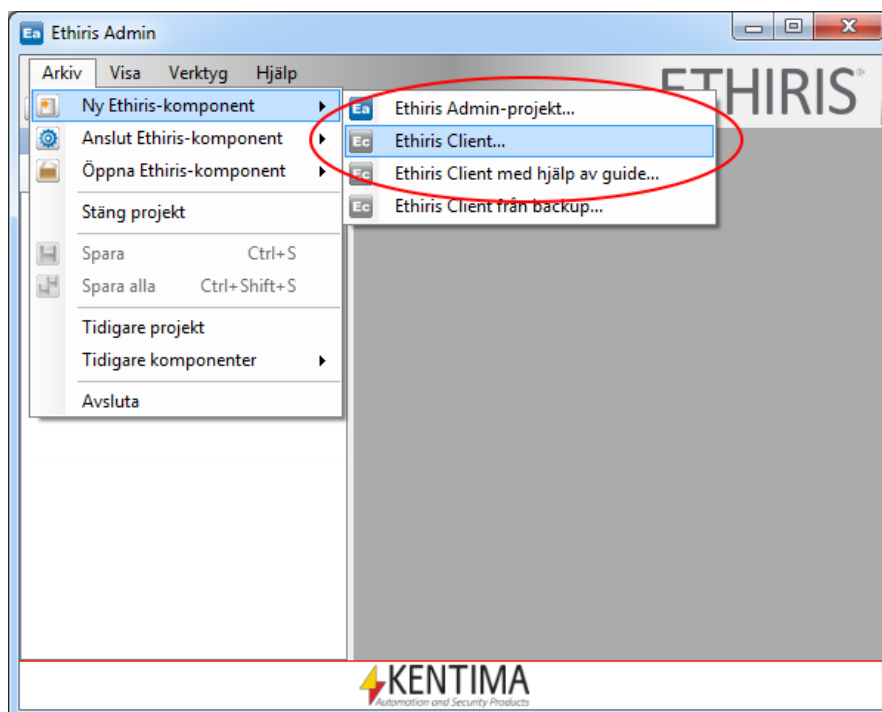 Ea Ethiris Admin
Arkiv Visa Verktyg Hjälp
ETHIRIS®
Ny Ethiris-komponent
Anslut Ethiris-komponent
Öppna Ethiris-komponent
Stäng projekt
Spara Ctrl+S
Spara alla Ctrl+Shift+S
Tidigare projekt
Tidigare komponenter
Avsluta
Ea Ethiris Admin-projekt...
Ec Ethiris Client...
Ec Ethiris Client med hjälp av guide...
Ec Ethiris Client från backup...
KENTIMA
Automation and Security Products